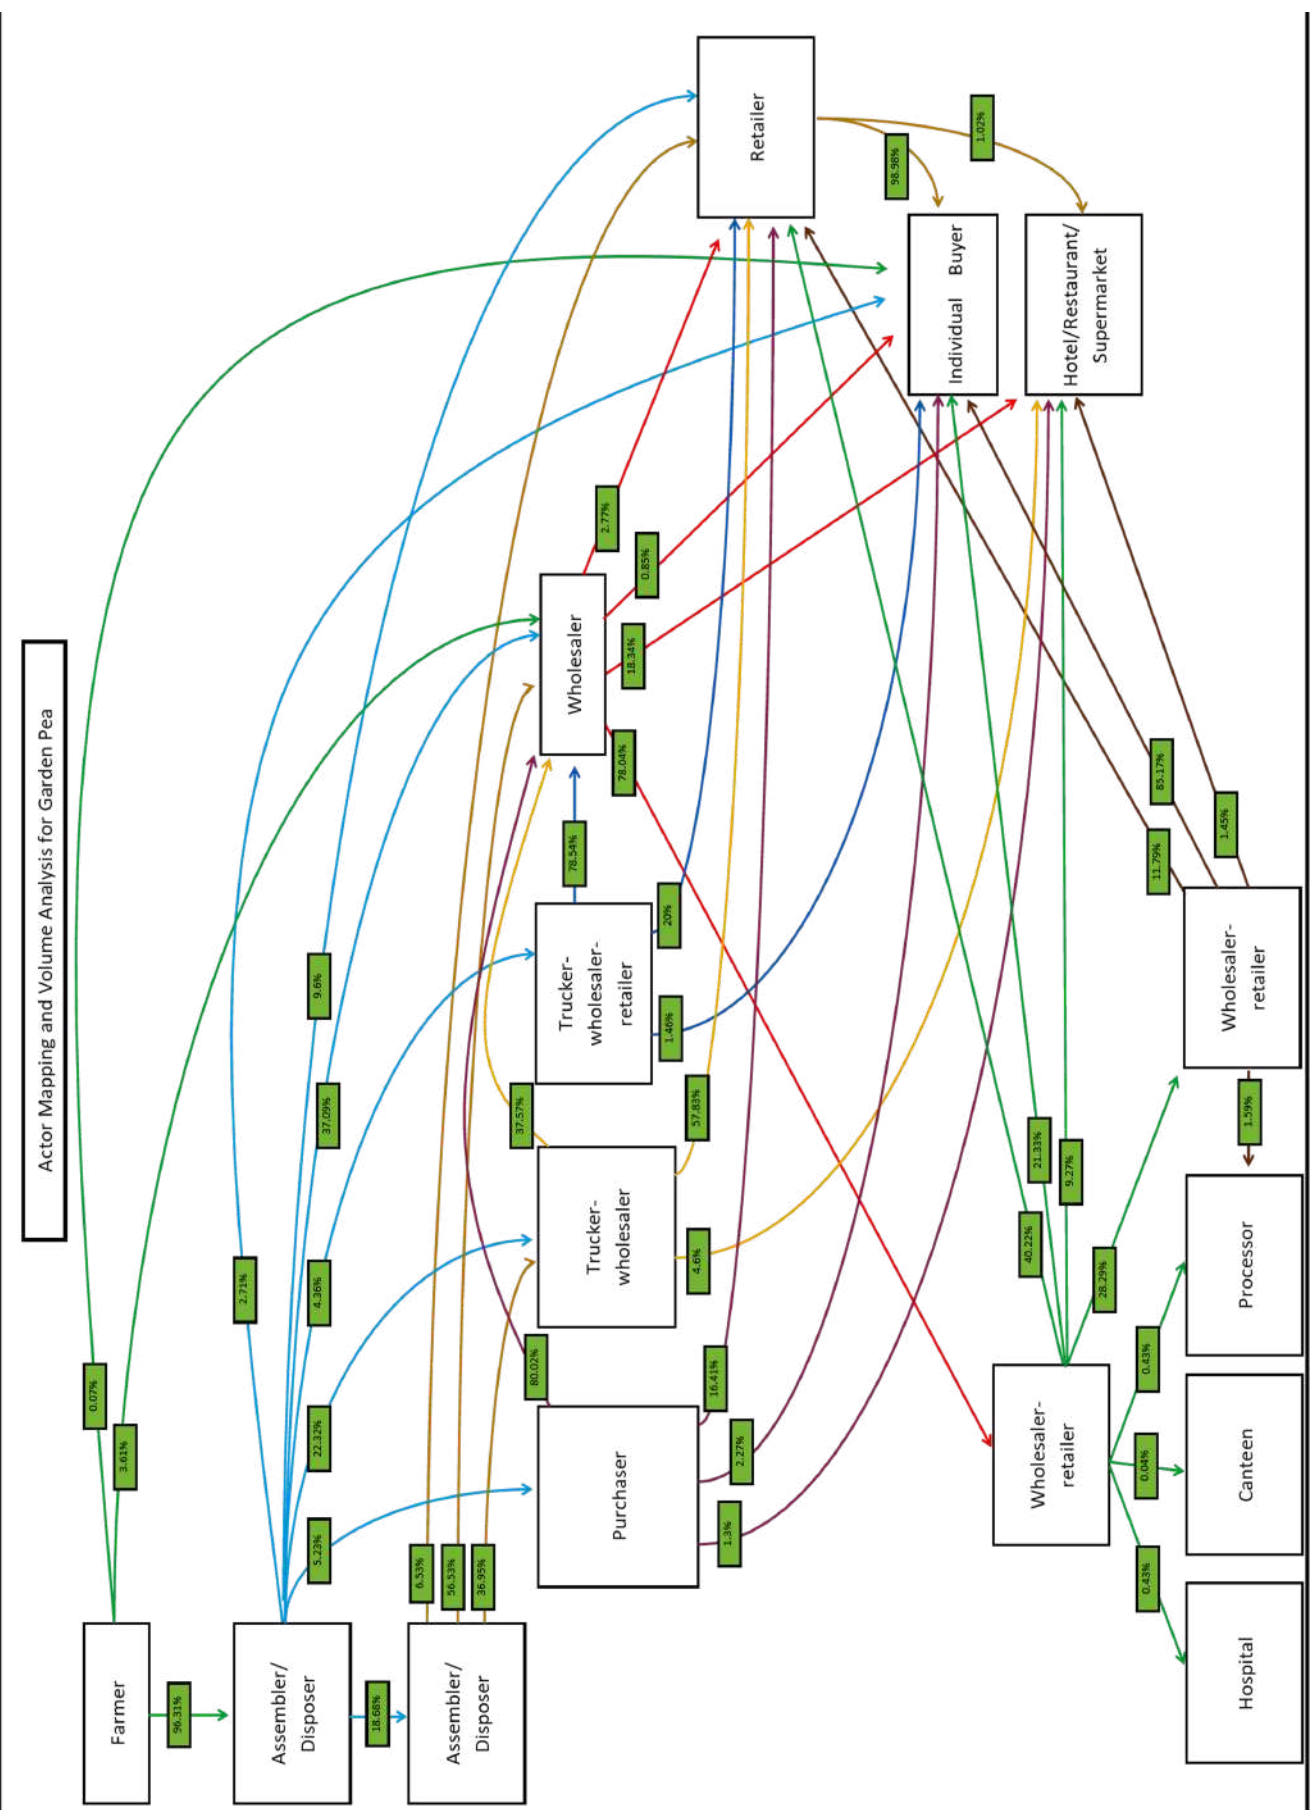 Actor Mapping and Volume Analysis for Garden Pea
Farmer
96.31%
0.07%
3.61%
Assembler/
Disposer
18.66%
2.71%
9.6%
37.09%
4.36%
22.32%
5.23%
Assembler/
Disposer
6.53%
56.53%
36.95%
Purchaser
80.02%
16.41%
2.27%
1.3%
Trucker-
wholesaler
37.57%
57.83%
4.6%
Trucker-
wholesaler-
retailer
78.54%
20%
1.46%
Wholesaler
2.77%
0.85%
18.34%
78.04%
Retailer
98.98%
1.02%
Individual Buyer
Hotel/Restaurant/
Supermarket
Wholesaler-
retailer
40.22%
21.33%
9.27%
28.29%
0.43%
0.04%
0.43%
Wholesaler-
retailer
11.79%
85.17%
1.45%
1.59%
Processor
Canteen
Hospital